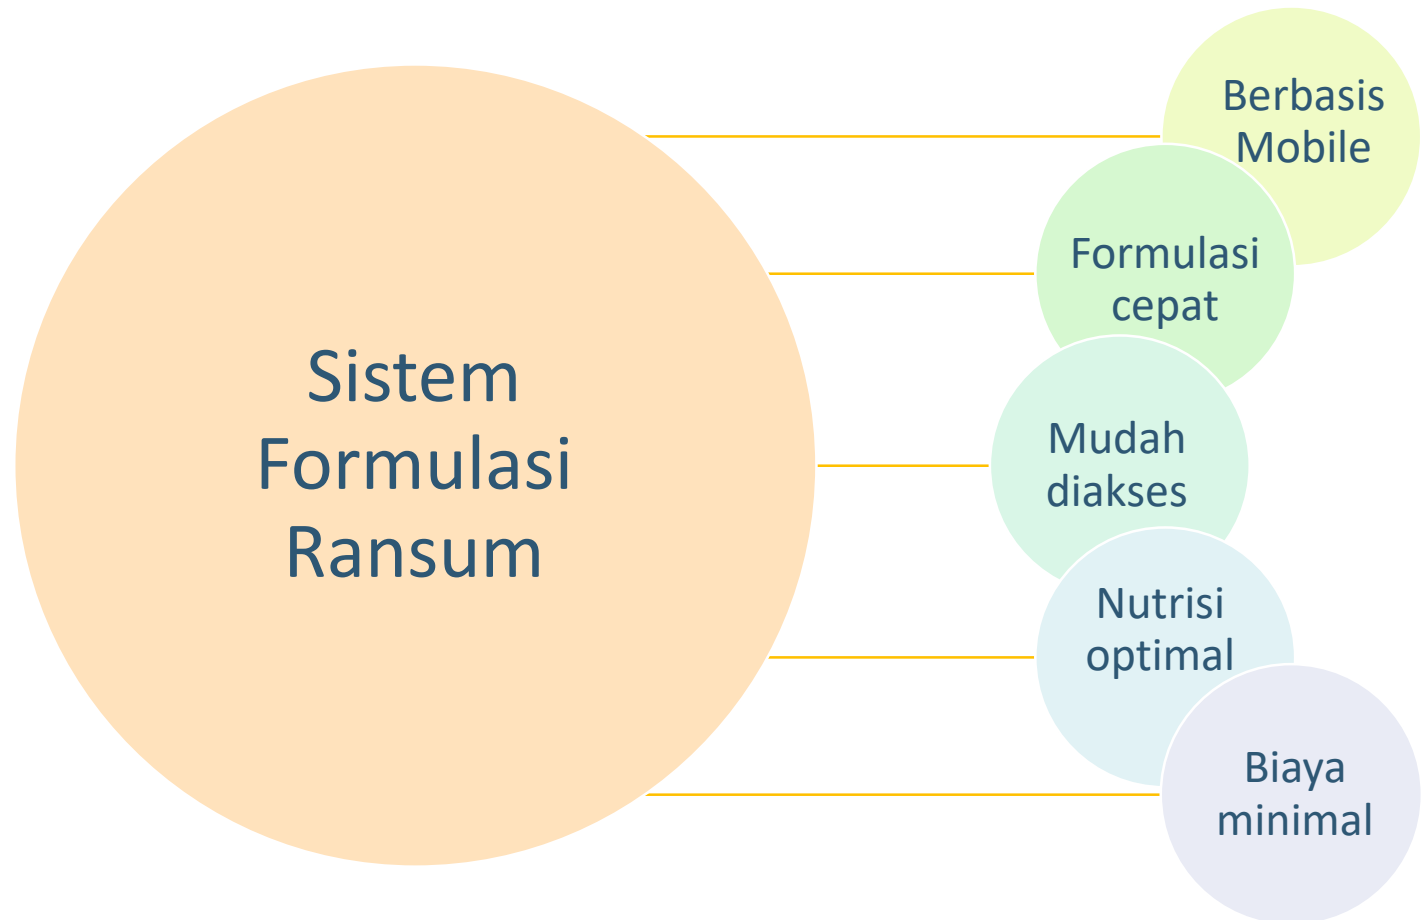 Sistem
Formulasi
Ransum
Berbasis
Mobile
Formulasi
cepat
Mudah
diakses
Nutrisi
optimal
Biaya
minimal